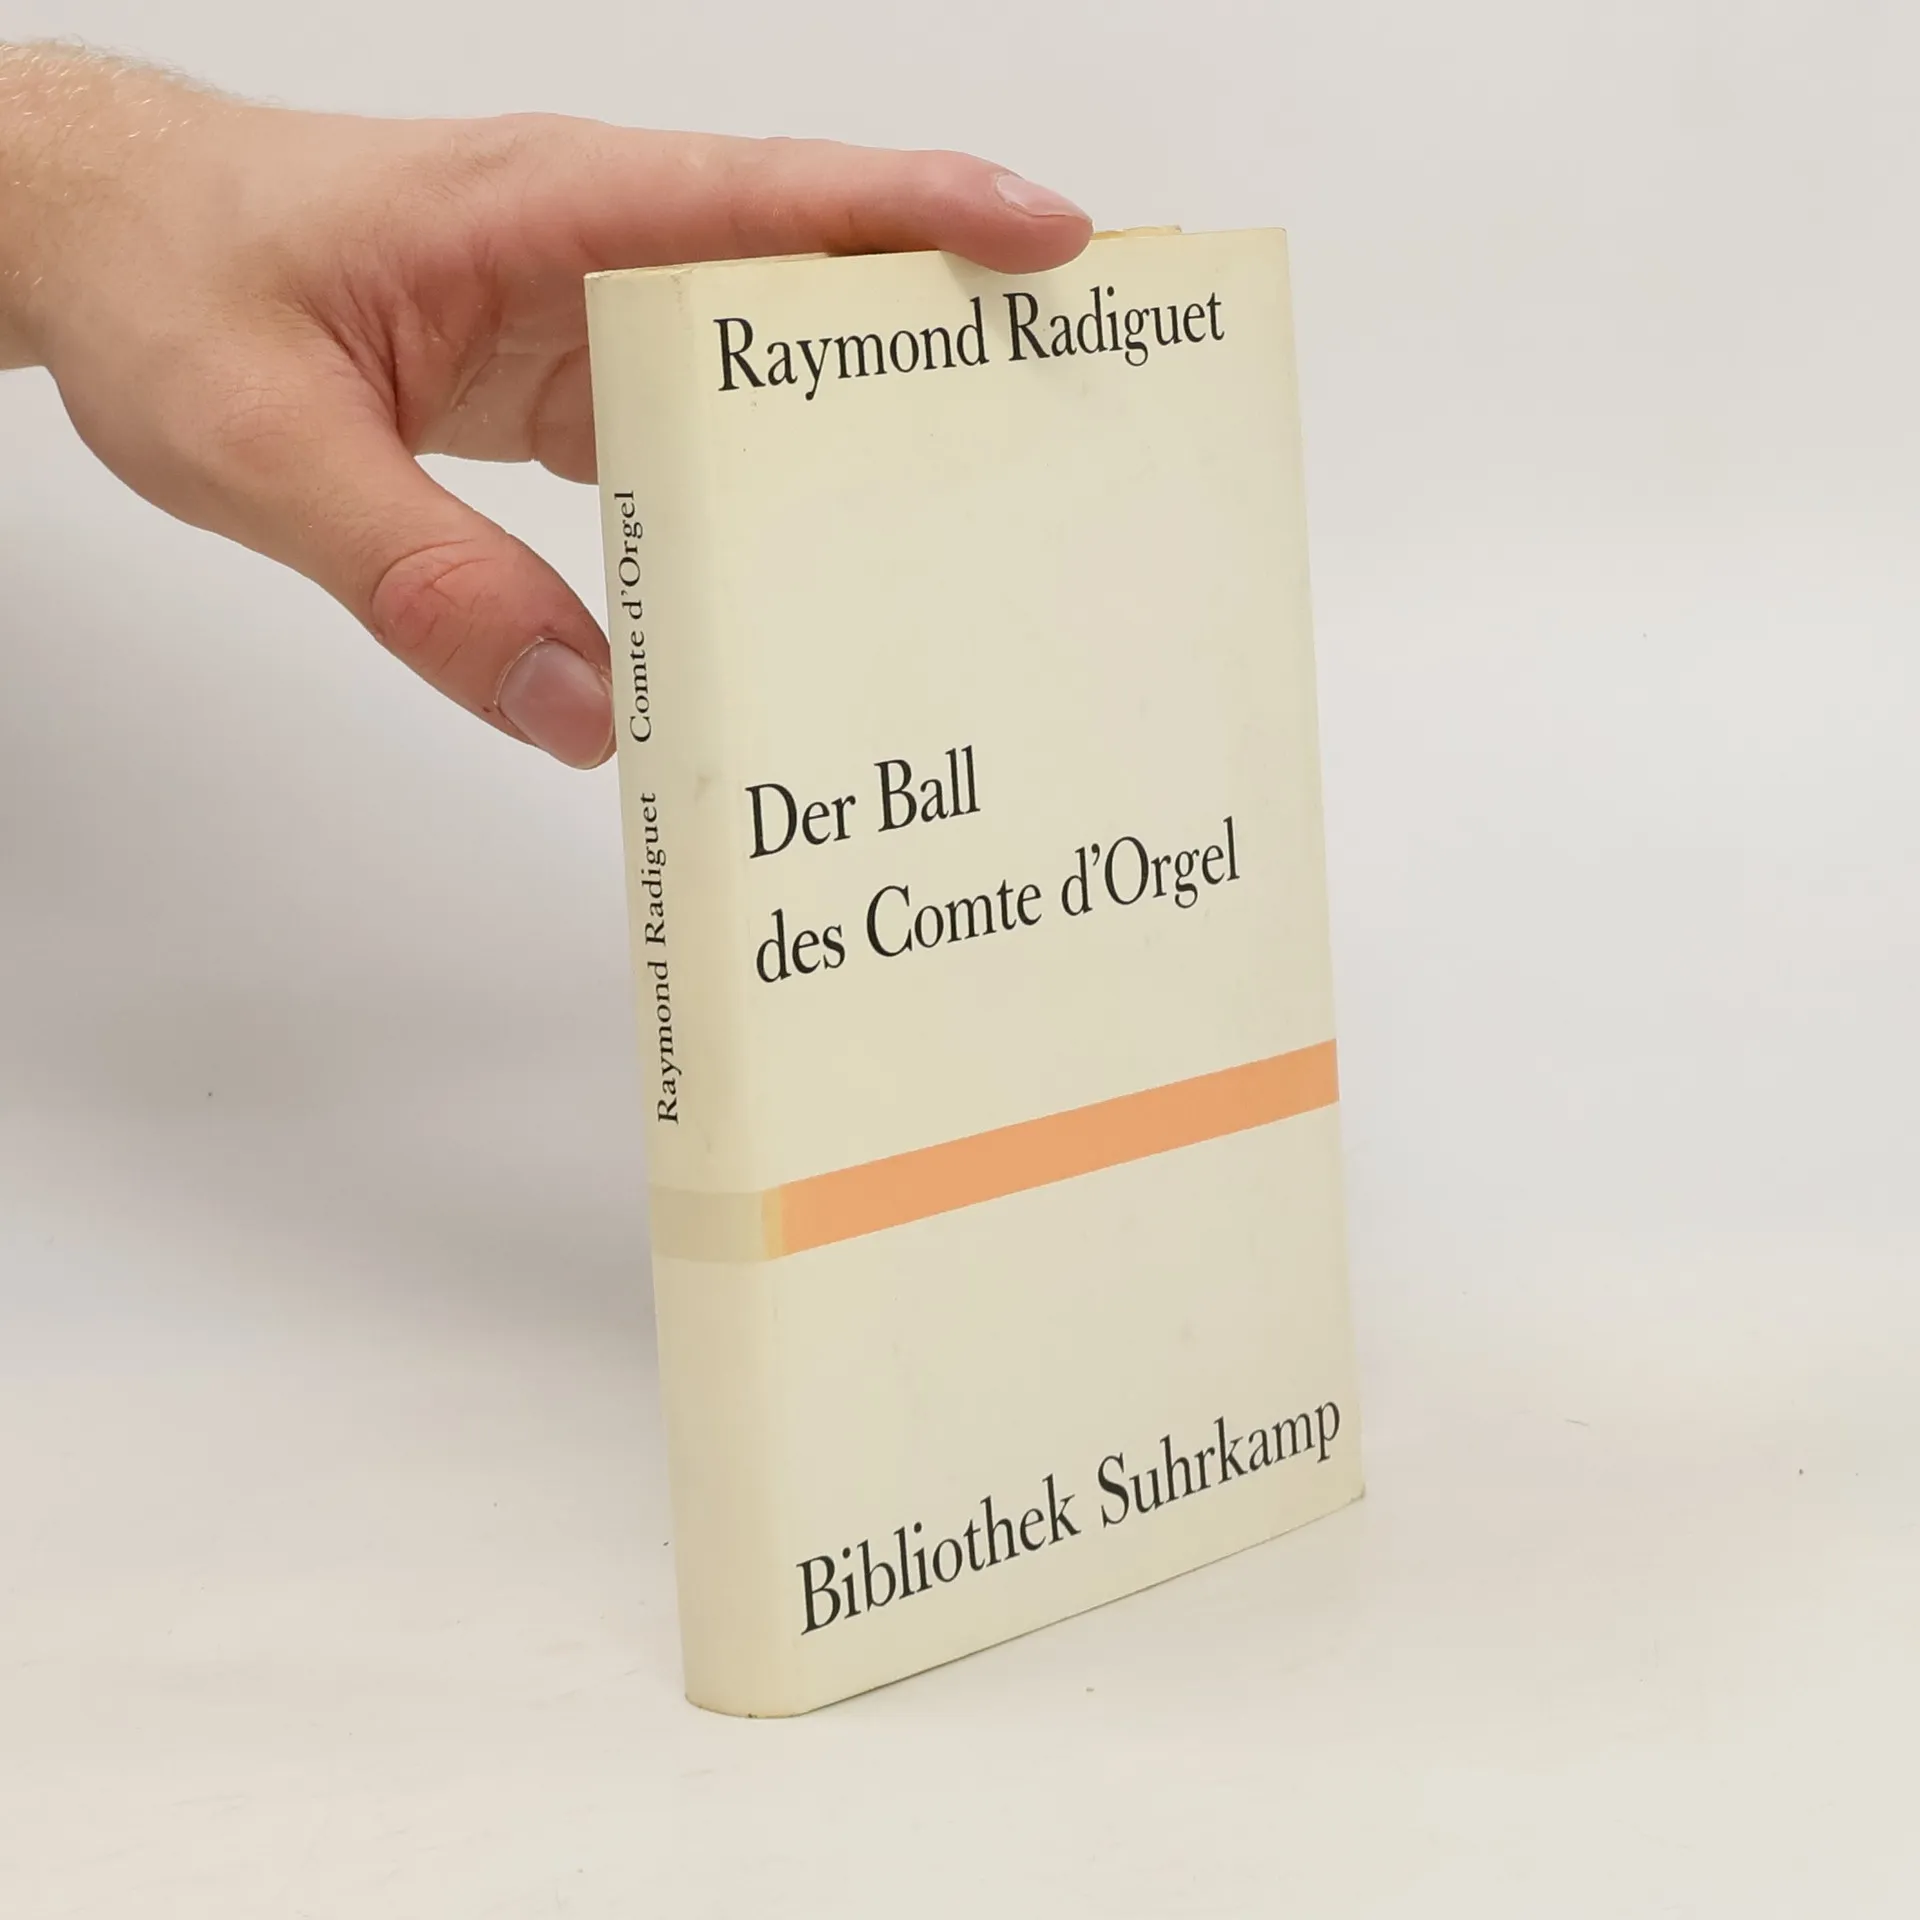 Raymond Radiguet
Der Ball
des Comte d'Orgel
Bibliothek Suhrkamp
Raymond Radiguet Comte d'Orgel